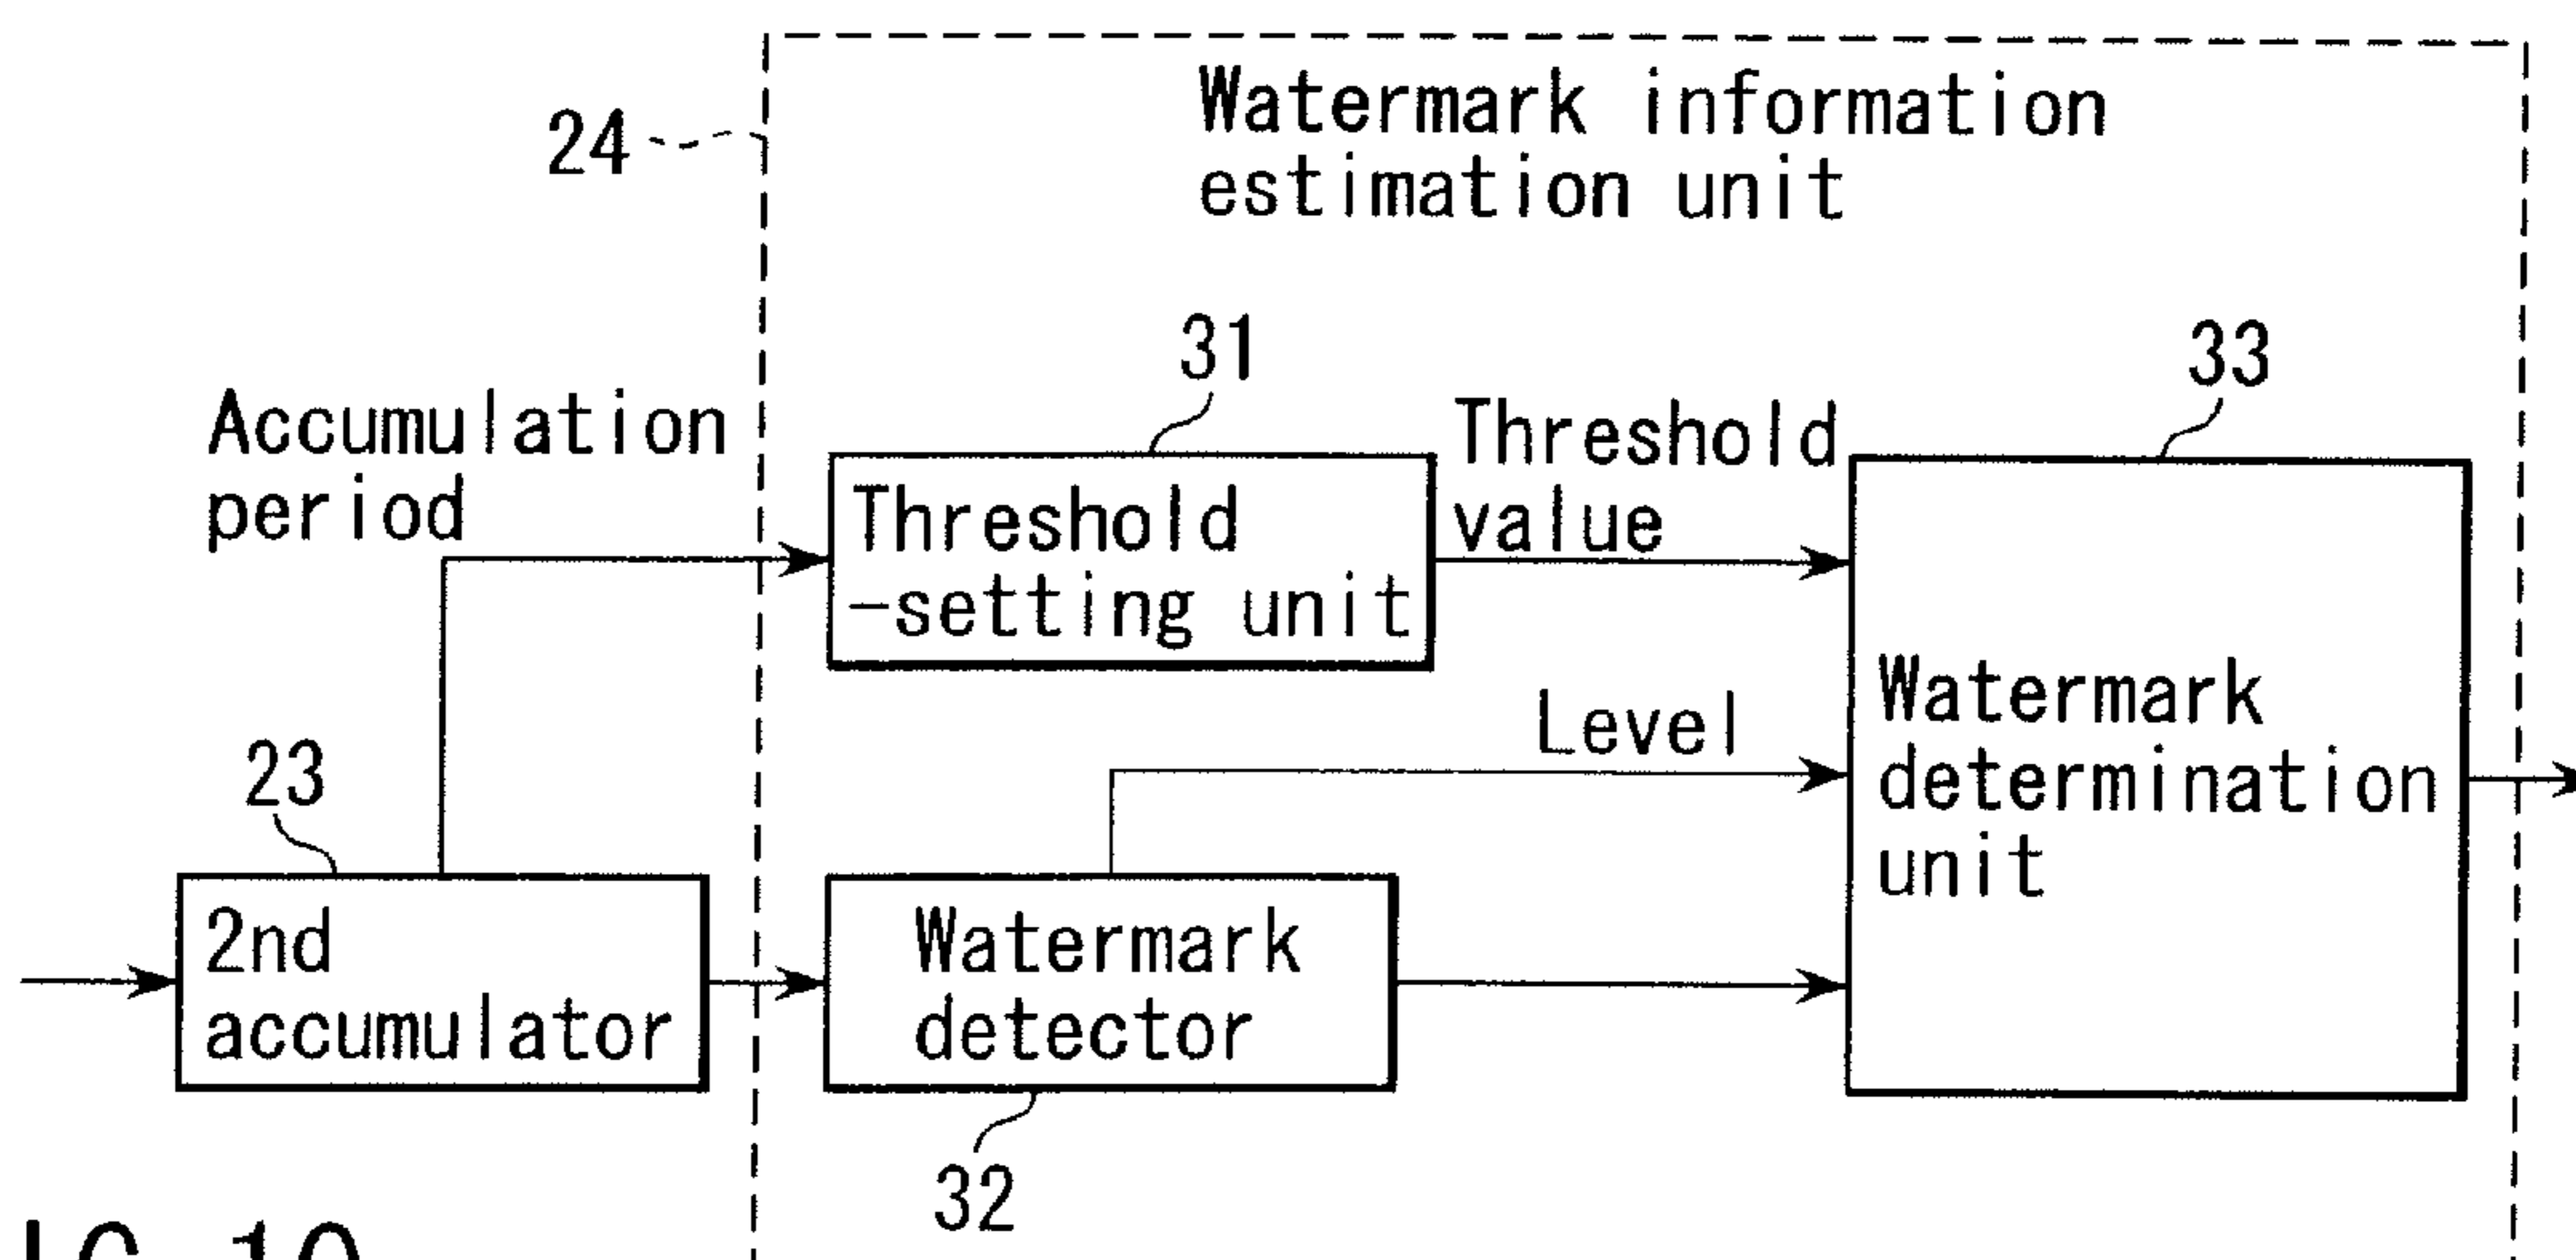 Watermark information
estimation unit
24
31
33
Accumulation
period
Threshold
value
Threshold
-setting unit
Level
Watermark
determination
unit
23
2nd
accumulator
Watermark
detector
32